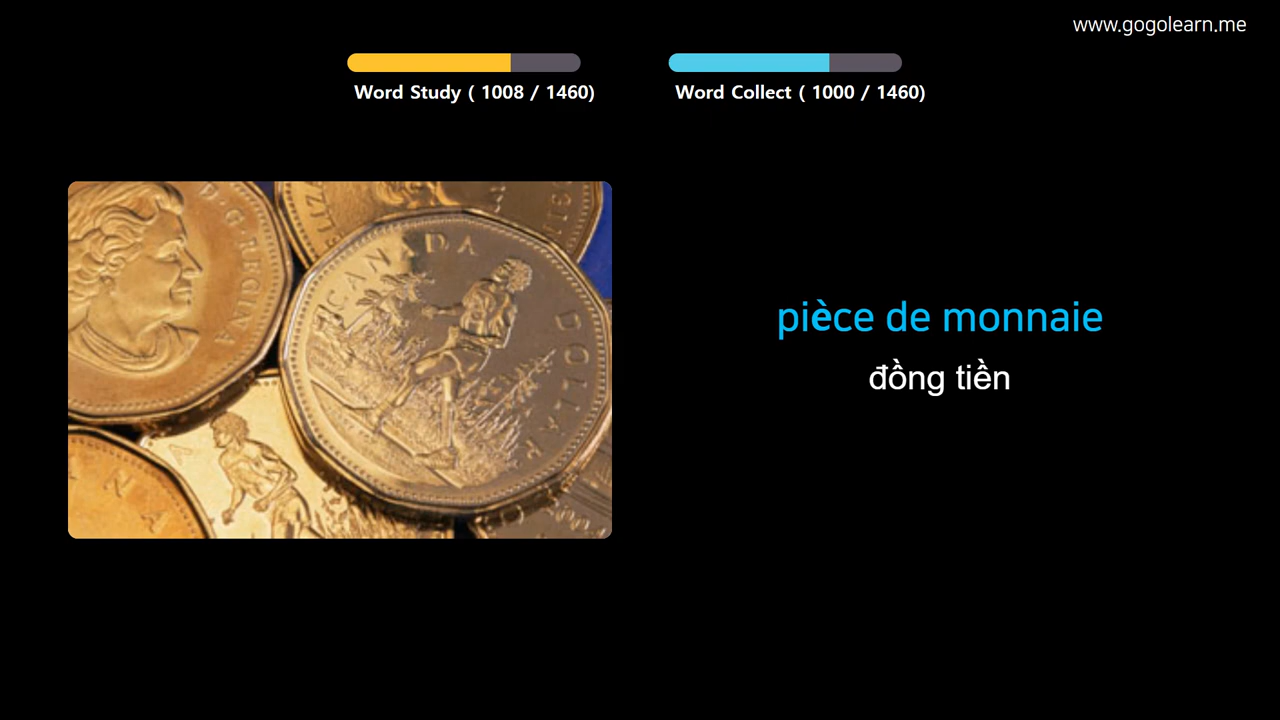 www.gogolearn.me
Word Study ( 1008 / 1460)
Word Collect ( 1000 / 1460)
D·G·REGINA
CANADA
DOLLAR
pièce de monnaie
đồng tiền